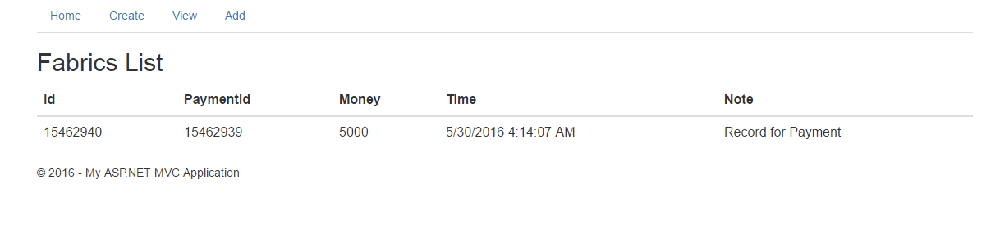 Home Create View Add
Fabrics List
Id PaymentId Money Time Note
15462940 15462939 5000 5/30/2016 4:14:07 AM Record for Payment
© 2016 - My ASP.NET MVC Application